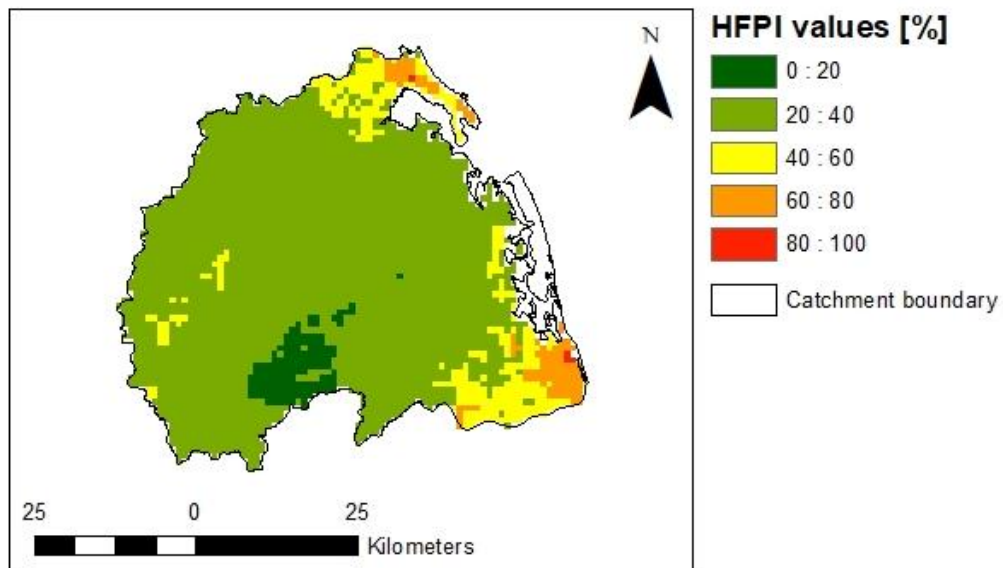 HFPI values [%]
0 : 20
20 : 40
40 : 60
60 : 80
80 : 100
Catchment boundary
N
25 0 25
Kilometers